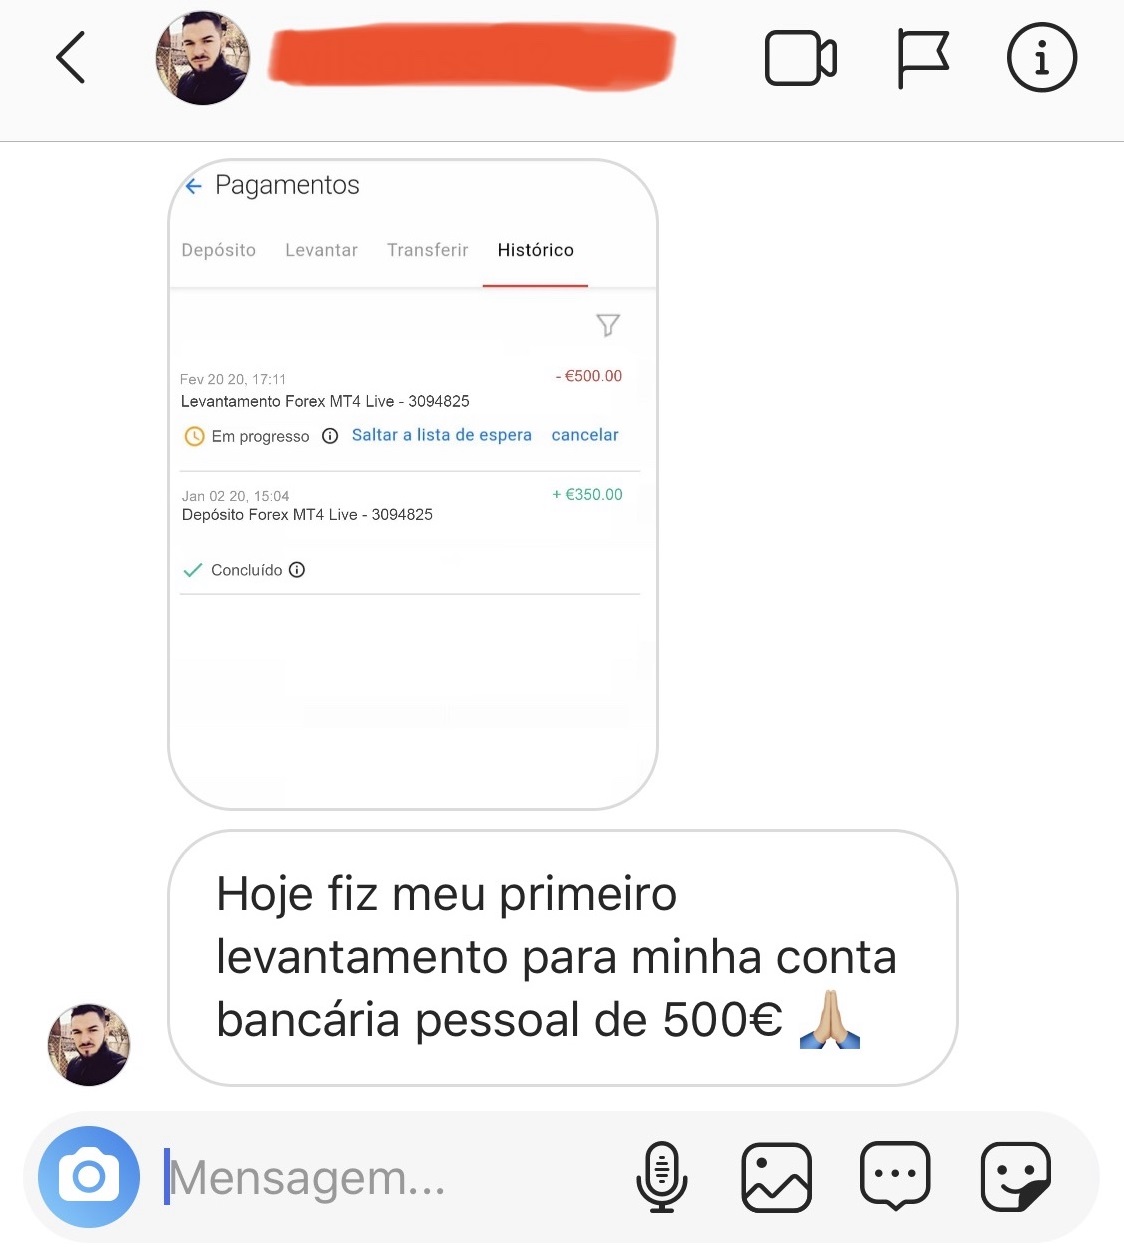 Pagamentos
Depósito Levantar Transferir Histórico
Fev 20 20, 17:11 - €500.00
Levantamento Forex MT4 Live - 3094825
Em progresso Saltar a lista de espera cancelar
Jan 02 20, 15:04 + €350.00
Depósito Forex MT4 Live - 3094825
Concluído
Hoje fiz meu primeiro
levantamento para minha conta
bancária pessoal de 500€ 🙏🏼
Mensagem...